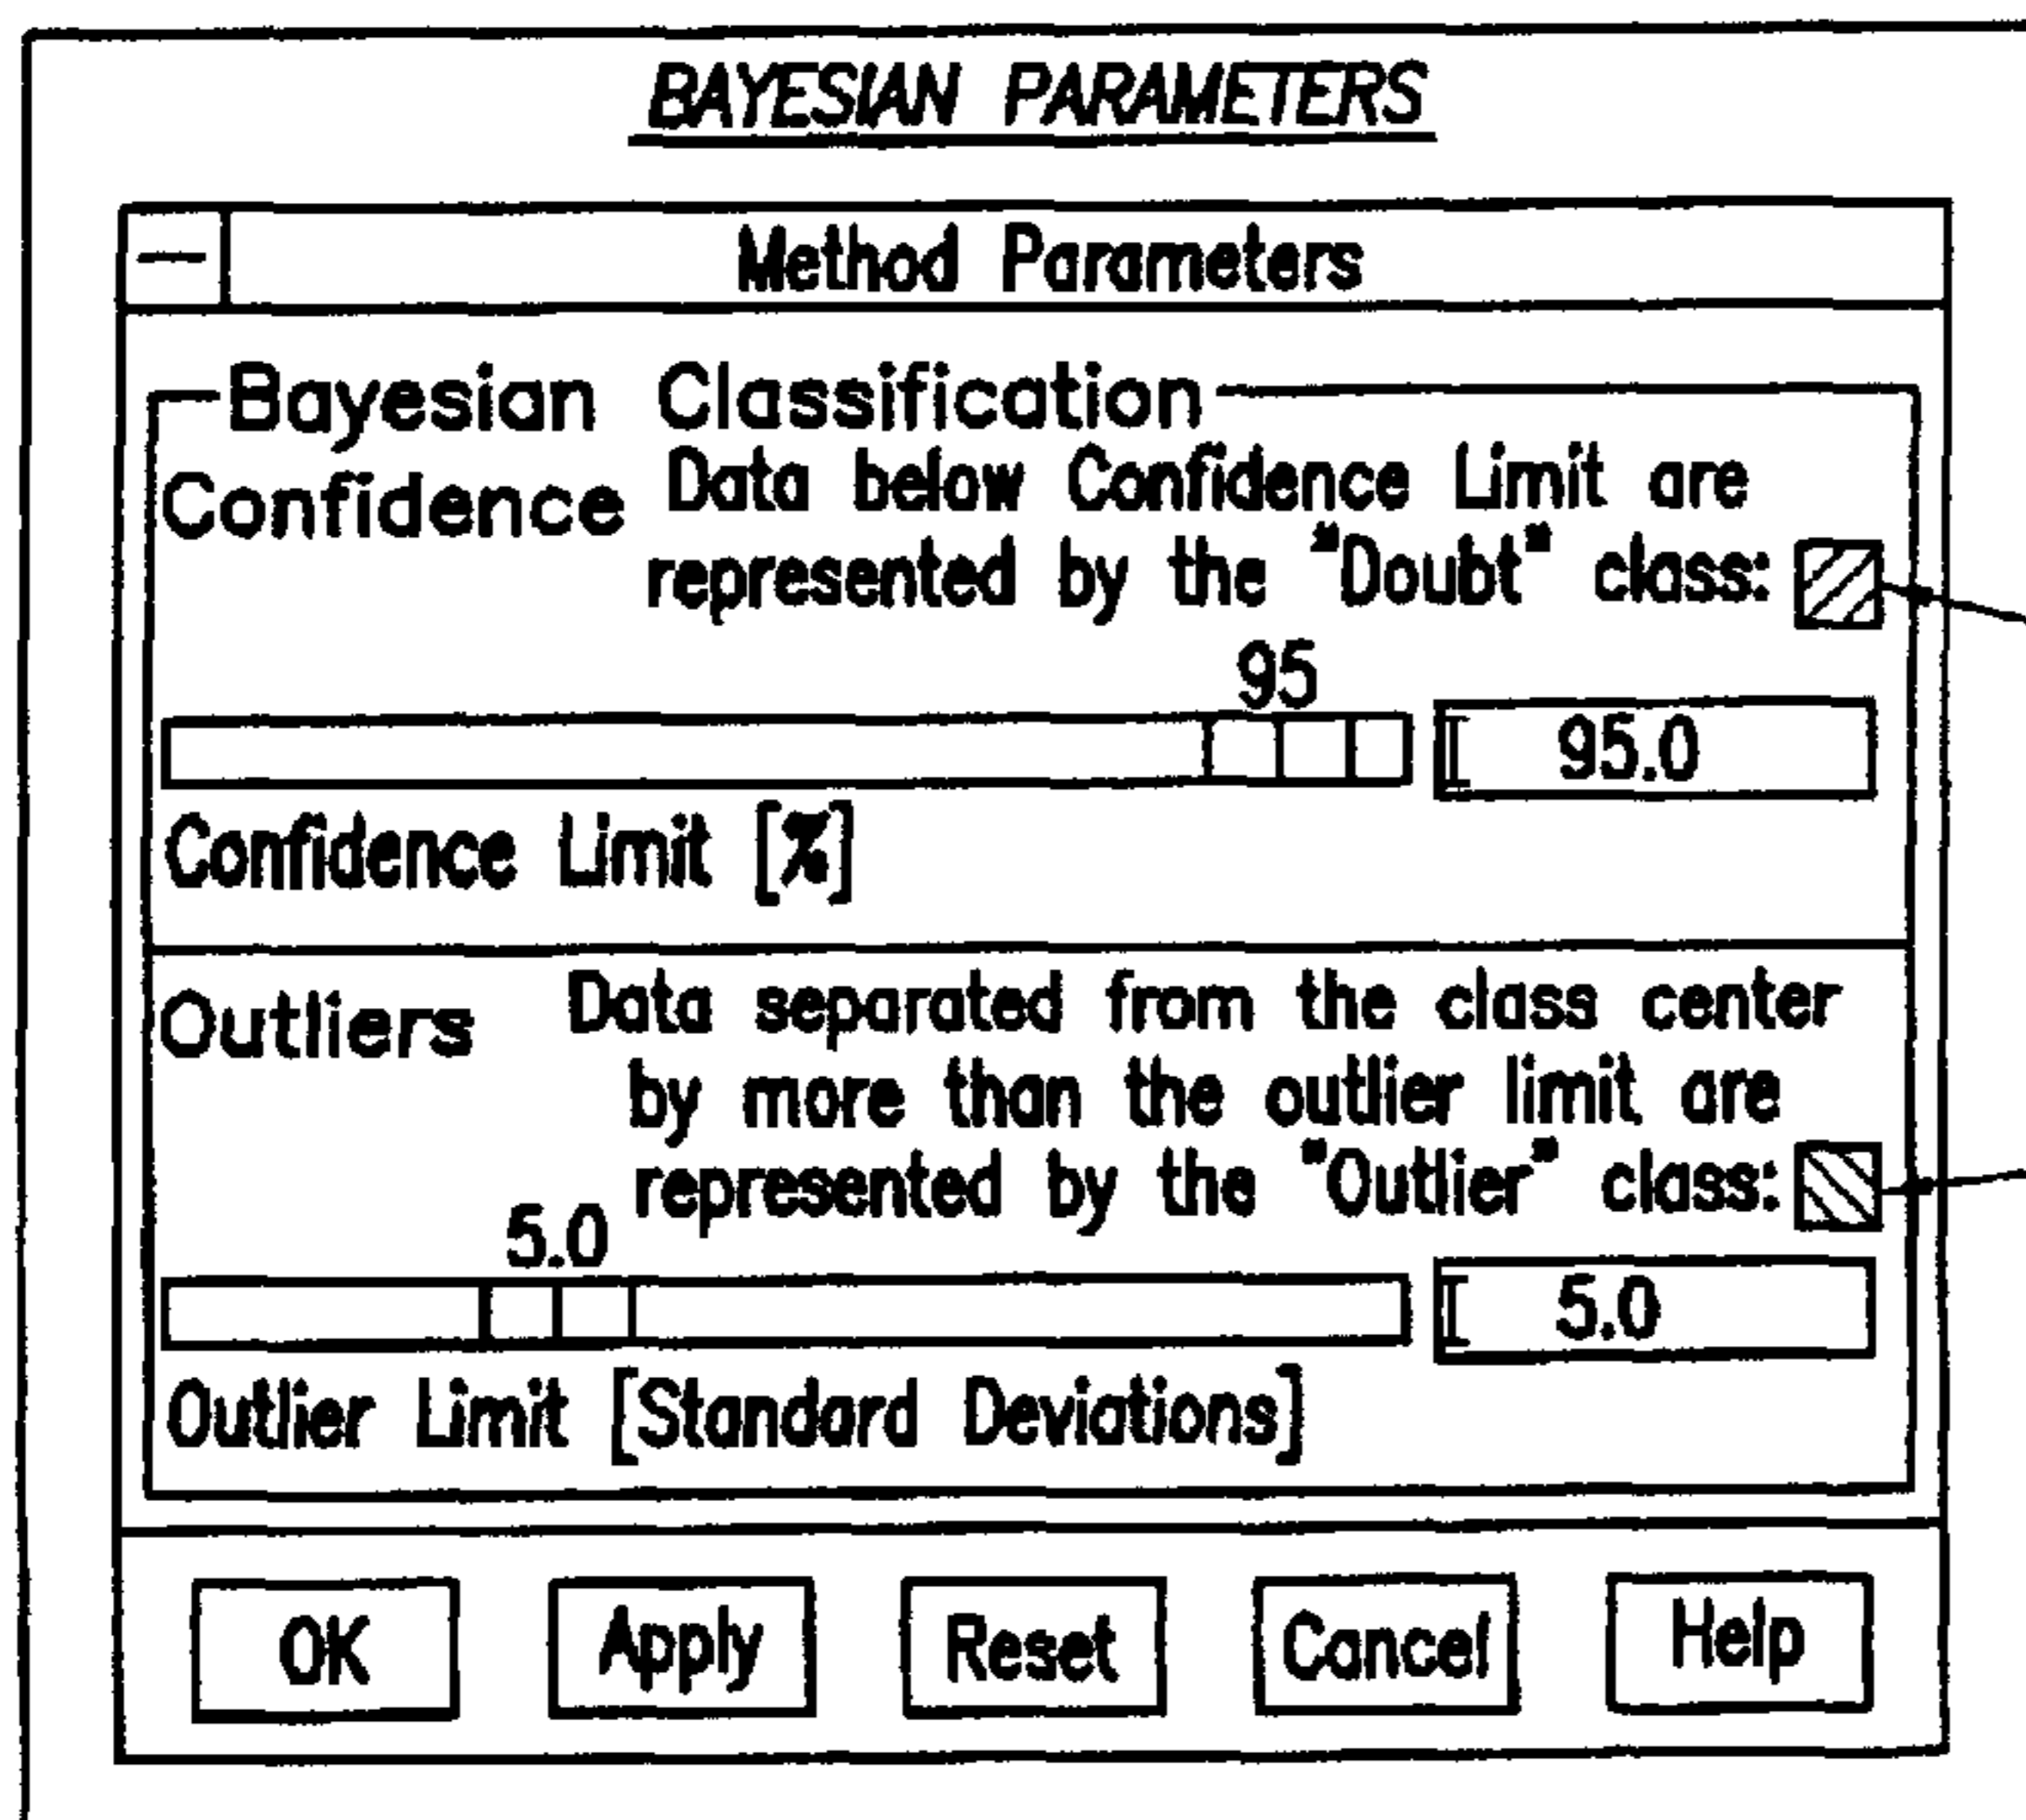 BAYESIAN PARAMETERS
Method Parameters
Bayesian Classification
Confidence Data below Confidence Limit are
represented by the "Doubt" class:
95
95.0
Confidence Limit [%]
Outliers Data separated from the class center
by more than the outlier limit are
represented by the "Outlier" class:
5.0
5.0
Outlier Limit [Standard Deviations]
OK Apply Reset Cancel Help